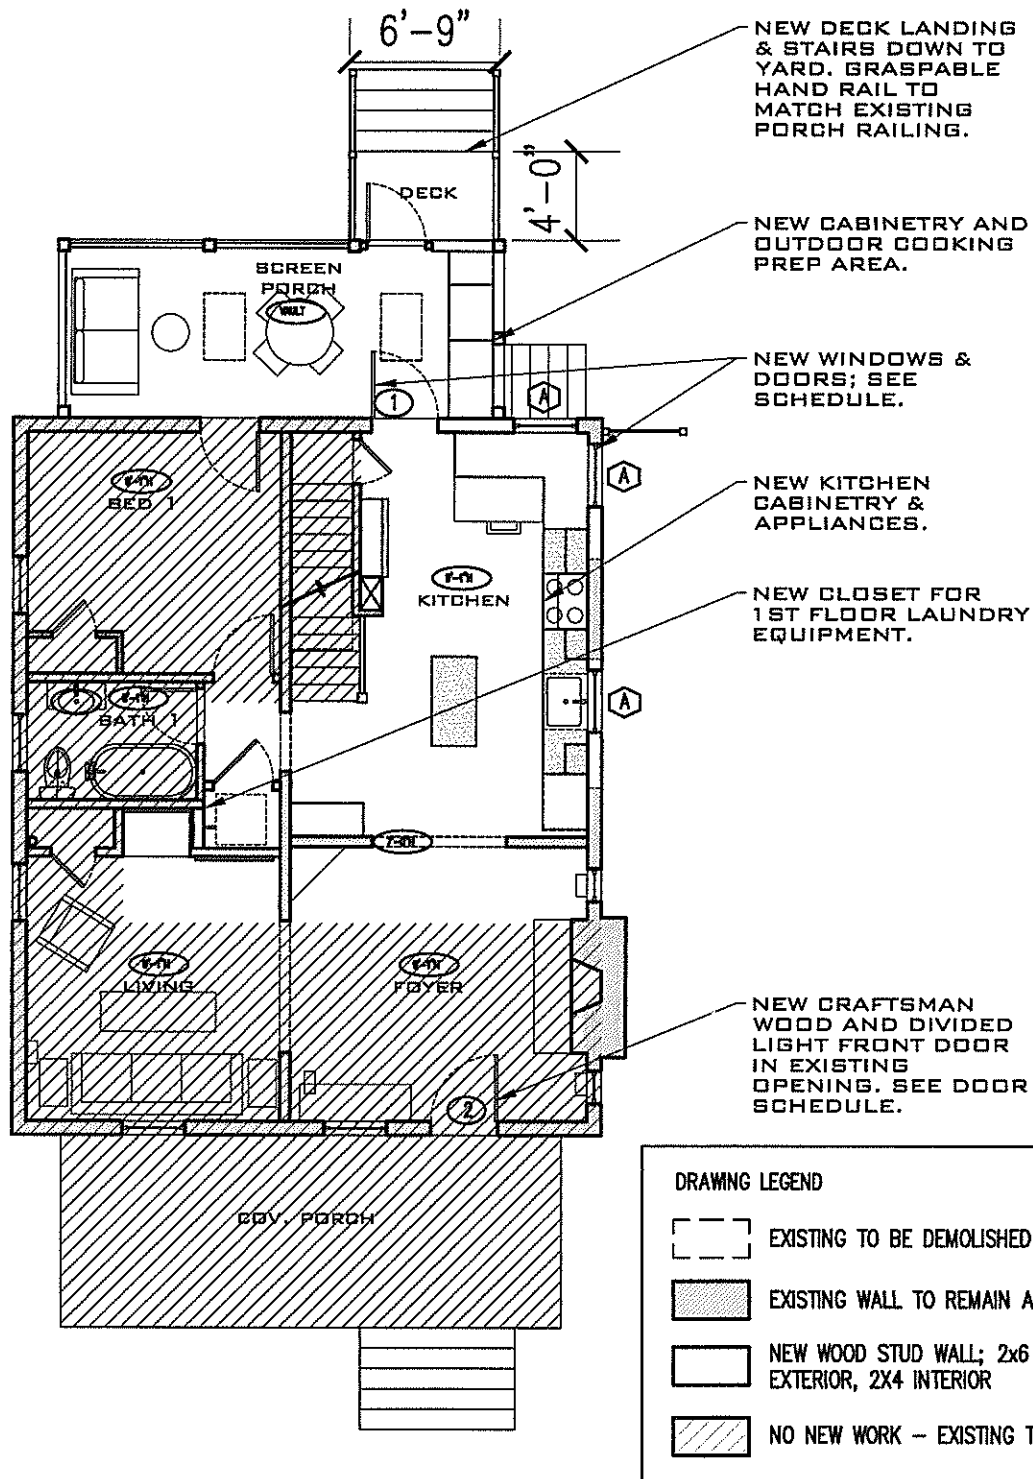 6'-9"
NEW DECK LANDING
& STAIRS DOWN TO
YARD. GRASPABLE
HAND RAIL TO
MATCH EXISTING
PORCH RAILING.
4'-0"
DECK
NEW CABINETRY AND
OUTDOOR COOKING
PREP AREA.
SCREEN
PORCH
VAULT
NEW WINDOWS &
DOORS; SEE
SCHEDULE.
1
A
A
BED 1
NEW KITCHEN
CABINETRY &
APPLIANCES.
KITCHEN
NEW CLOSET FOR
1ST FLOOR LAUNDRY
EQUIPMENT.
A
BATH 1
LIVING
FOYER
NEW CRAFTSMAN
WOOD AND DIVIDED
LIGHT FRONT DOOR
IN EXISTING
OPENING. SEE DOOR
SCHEDULE.
2
COV. PORCH
DRAWING LEGEND
EXISTING TO BE DEMOLISHED
EXISTING WALL TO REMAIN A
NEW WOOD STUD WALL; 2x6
EXTERIOR, 2X4 INTERIOR
NO NEW WORK – EXISTING T